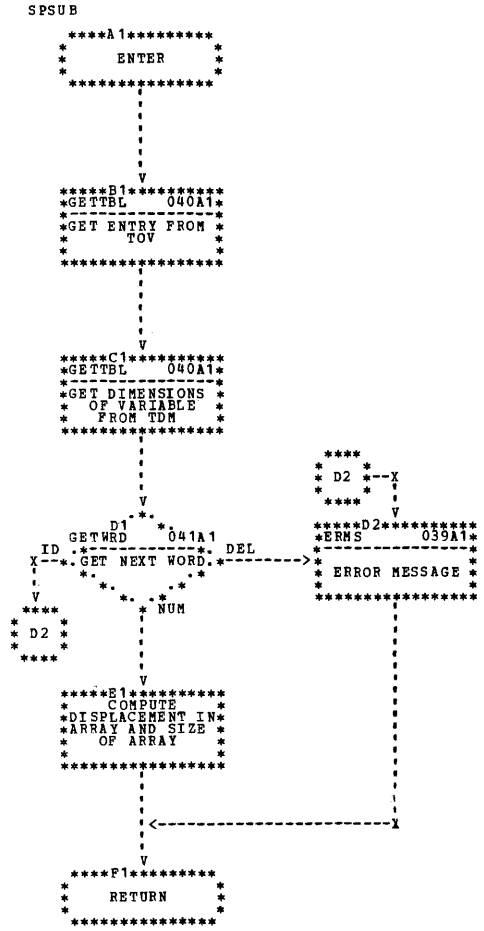 SPSUB
A1
ENTER
B1
GETTBL 040A1
GET ENTRY FROM
TOV
C1
GETTBL 040A1
GET DIMENSIONS
OF VARIABLE
FROM TDM
D2
D1
GETWRD 041A1
ID GET NEXT WORD DEL
D2
ERMS 039A1
ERROR MESSAGE
NUM
D2
E1
COMPUTE
DISPLACEMENT IN
ARRAY AND SIZE
OF ARRAY
F1
RETURN